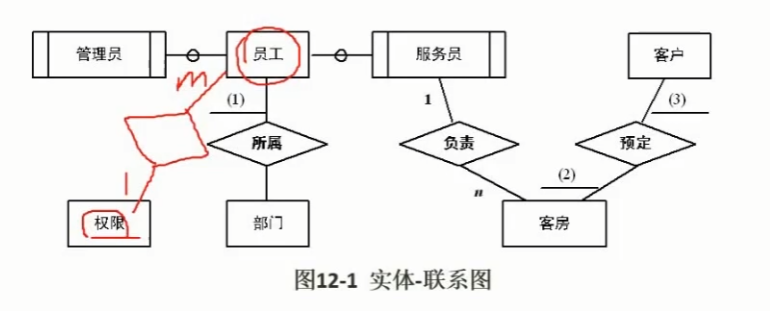 管理员 员工 服务员 客户
m
(1) 1 (3)
所属 负责 预定
1 n (2)
权限 部门 客房
图12-1 实体-联系图